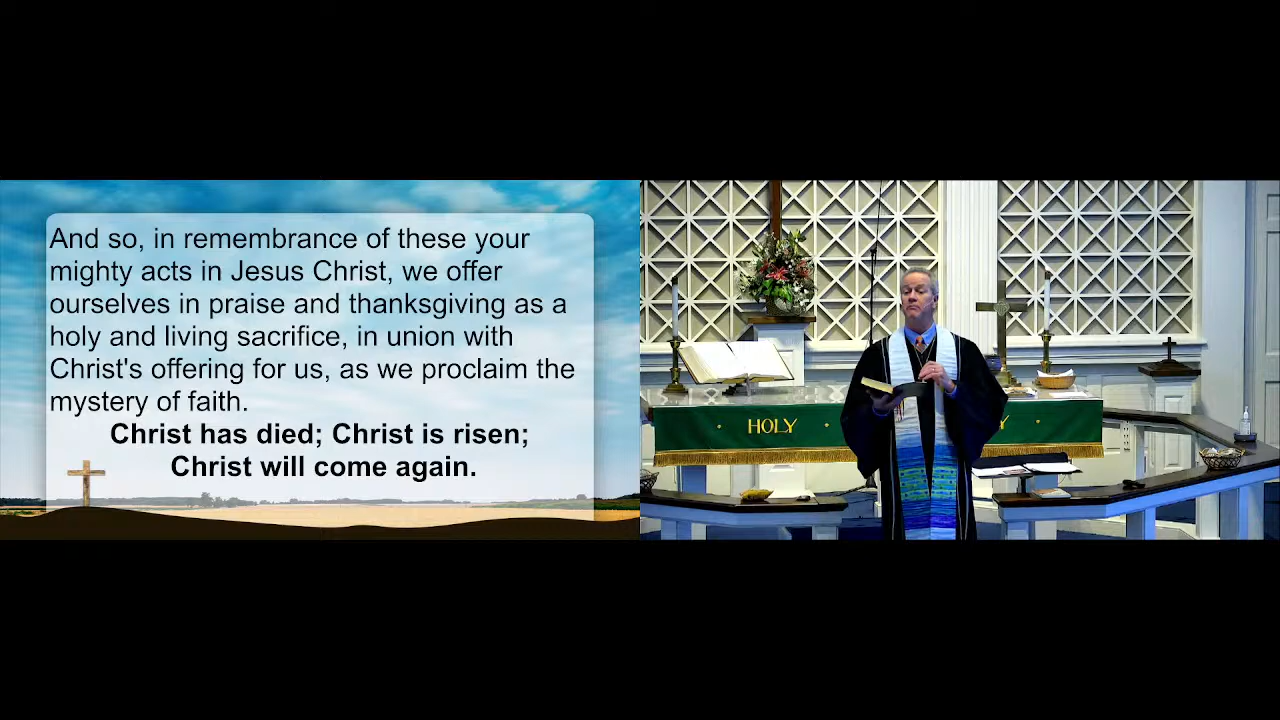 And so, in remembrance of these your
mighty acts in Jesus Christ, we offer
ourselves in praise and thanksgiving as a
holy and living sacrifice, in union with
Christ's offering for us, as we proclaim the
mystery of faith.
Christ has died; Christ is risen;
Christ will come again.
HOLY
Y